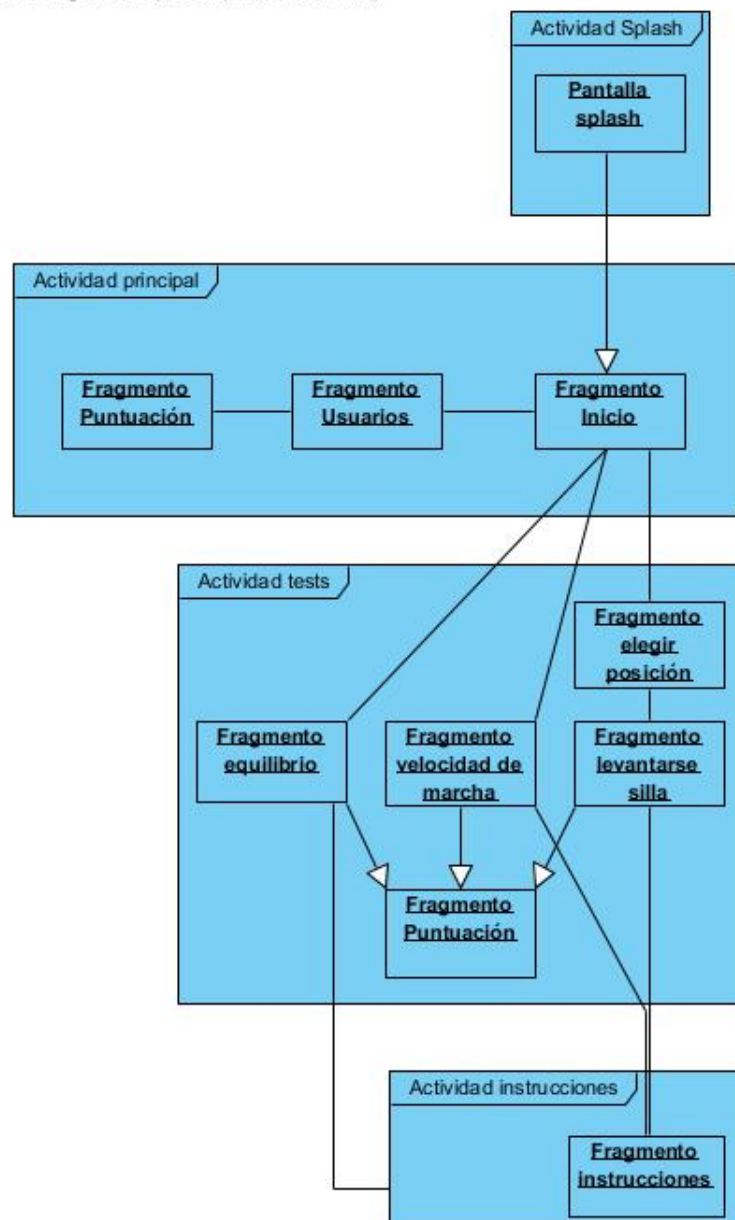 Actividad Splash
Pantalla
splash
Actividad principal
Fragmento
Puntuación
Fragmento
Usuarios
Fragmento
Inicio
Actividad tests
Fragmento
elegir
posición
Fragmento
equilibrio
Fragmento
velocidad de
marcha
Fragmento
levantarse
silla
Fragmento
Puntuación
Actividad instrucciones
Fragmento
instrucciones